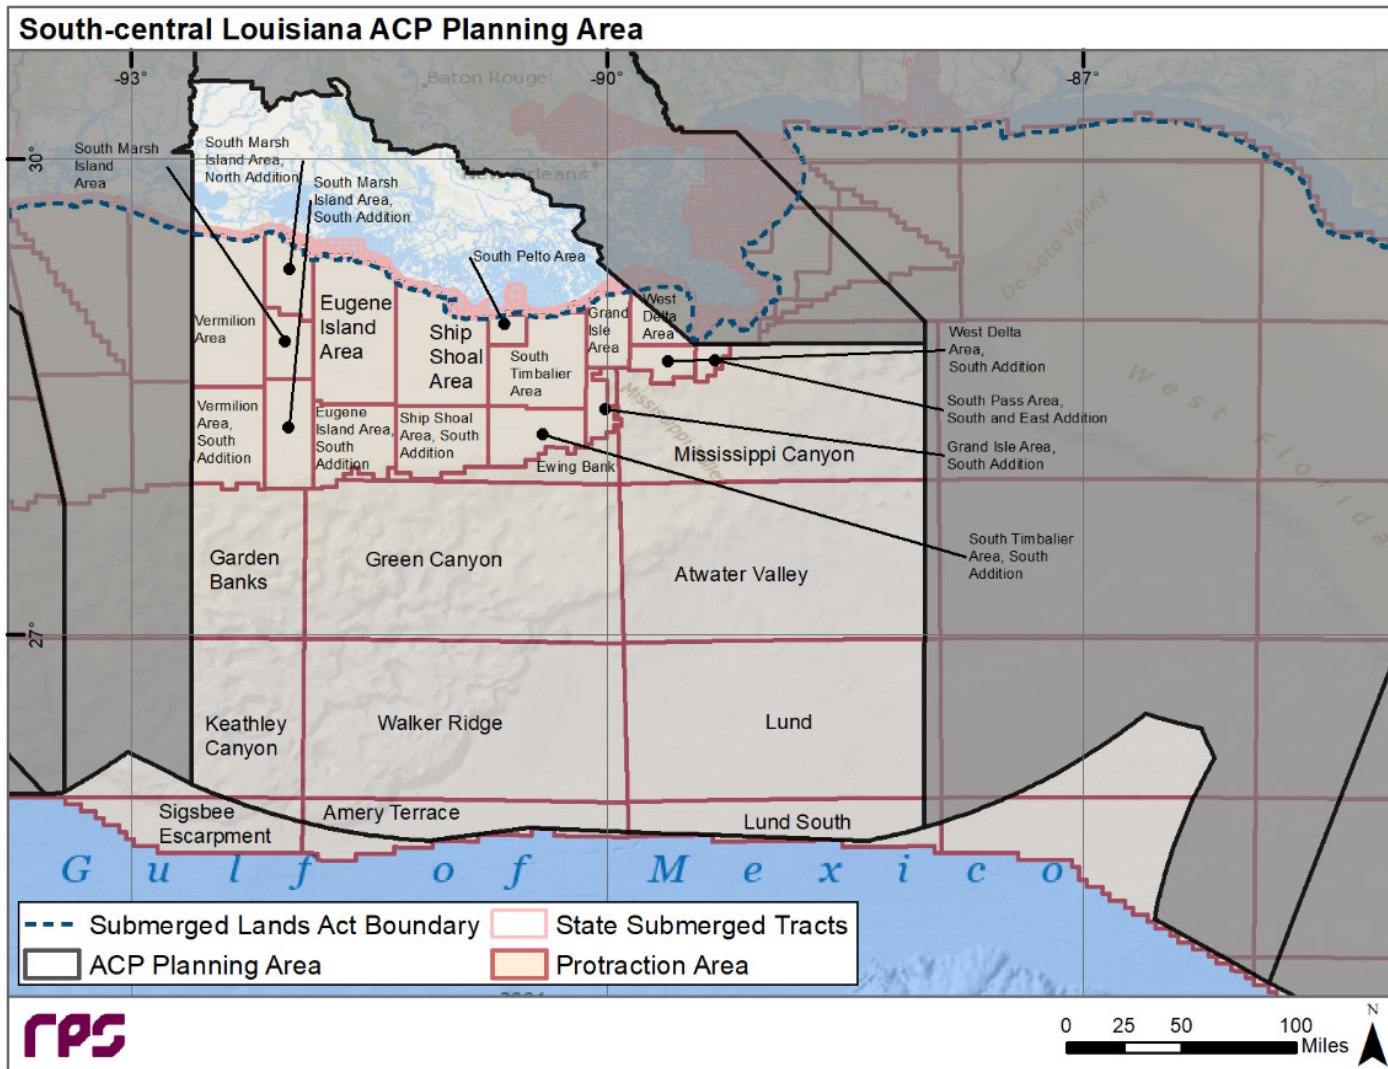 South-central Louisiana ACP Planning Area
-93°
-90°
-87°
Baton Rouge
30°
South Marsh
Island
Area
South Marsh
Island Area,
North Addition
New Orleans
South Marsh
Island Area,
South Addition
De Soto Valley
South Pelto Area
Eugene
Island
Area
West
Delta
Area
Grand
Isle
Area
Vermilion
Area
Ship
Shoal
Area
West Delta
Area,
South Addition
South
Timbalier
Area
West Florida
Vermilion
Area,
South
Addition
Eugene
Island Area,
South
Addition
Ship Shoal
Area, South
Addition
South Pass Area,
South and East Addition
Mississippi Canyon
Grand Isle Area,
South Addition
Ewing Bank
South Timbalier
Area, South
Addition
Garden
Banks
Green Canyon
Atwater Valley
27°
Keathley
Canyon
Walker Ridge
Lund
Sigsbee
Escarpment
Amery Terrace
Lund South
Gulf of Mexico
Submerged Lands Act Boundary
State Submerged Tracts
ACP Planning Area
Protraction Area
rps
0 25 50 100
Miles
N